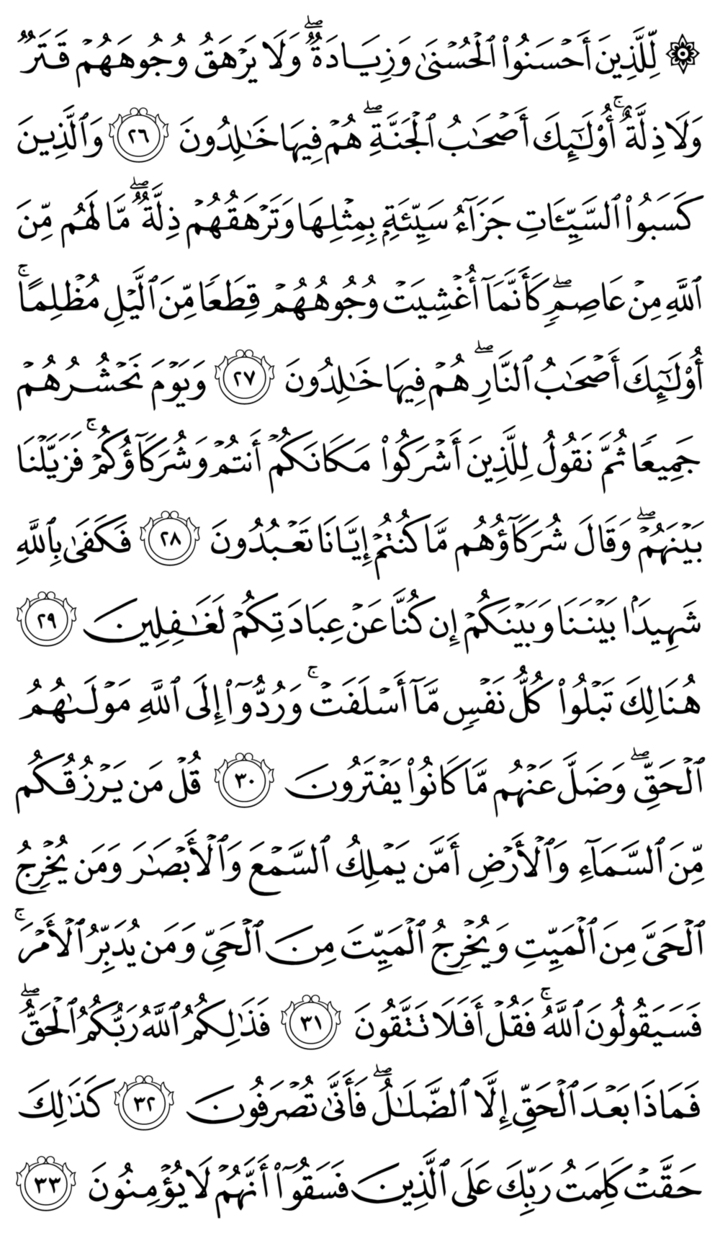 ۞ لِّلَّذِينَ أَحۡسَنُواْ ٱلۡحُسۡنَىٰ وَزِيَادَةٞۖ وَلَا يَرۡهَقُ وُجُوهَهُمۡ قَتَرٞ
وَلَا ذِلَّةٌۚ أُوْلَٰٓئِكَ أَصۡحَٰبُ ٱلۡجَنَّةِۖ هُمۡ فِيهَا خَٰلِدُونَ ٢٦ وَٱلَّذِينَ
كَسَبُواْ ٱلسَّيِّـَٔاتِ جَزَآءُ سَيِّئَةِۭ بِمِثۡلِهَا وَتَرۡهَقُهُمۡ ذِلَّةٞۖ مَّا لَهُم مِّنَ
ٱللَّهِ مِنۡ عَاصِمٖۖ كَأَنَّمَآ أُغۡشِيَتۡ وُجُوهُهُمۡ قِطَعٗا مِّنَ ٱلَّيۡلِ مُظۡلِمًاۚ
أُوْلَٰٓئِكَ أَصۡحَٰبُ ٱلنَّارِۖ هُمۡ فِيهَا خَٰلِدُونَ ٢٧ وَيَوۡمَ نَحۡشُرُهُمۡ
جَمِيعٗا ثُمَّ نَقُولُ لِلَّذِينَ أَشۡرَكُواْ مَكَانَكُمۡ أَنتُمۡ وَشُرَكَآؤُكُمۡۚ فَزَيَّلۡنَا
بَيۡنَهُمۡۖ وَقَالَ شُرَكَآؤُهُم مَّا كُنتُمۡ إِيَّانَا تَعۡبُدُونَ ٢٨ فَكَفَىٰ بِٱللَّهِ
شَهِيدَۢا بَيۡنَنَا وَبَيۡنَكُمۡ إِن كُنَّا عَنۡ عِبَادَتِكُمۡ لَغَٰفِلِينَ ٢٩
هُنَالِكَ تَبۡلُواْ كُلُّ نَفۡسٖ مَّآ أَسۡلَفَتۡۚ وَرُدُّوٓاْ إِلَى ٱللَّهِ مَوۡلَىٰهُمُ
ٱلۡحَقِّۖ وَضَلَّ عَنۡهُم مَّا كَانُواْ يَفۡتَرُونَ ٣٠ قُلۡ مَن يَرۡزُقُكُم
مِّنَ ٱلسَّمَآءِ وَٱلۡأَرۡضِ أَمَّن يَمۡلِكُ ٱلسَّمۡعَ وَٱلۡأَبۡصَٰرَ وَمَن يُخۡرِجُ
ٱلۡحَيَّ مِنَ ٱلۡمَيِّتِ وَيُخۡرِجُ ٱلۡمَيِّتَ مِنَ ٱلۡحَيِّ وَمَن يُدَبِّرُ ٱلۡأَمۡرَۚ
فَسَيَقُولُونَ ٱللَّهُۚ فَقُلۡ أَفَلَا تَتَّقُونَ ٣١ فَذَٰلِكُمُ ٱللَّهُ رَبُّكُمُ ٱلۡحَقُّۖ
فَمَاذَا بَعۡدَ ٱلۡحَقِّ إِلَّا ٱلضَّلَٰلُۖ فَأَنَّىٰ تُصۡرَفُونَ ٣٢ كَذَٰلِكَ
حَقَّتۡ كَلِمَتُ رَبِّكَ عَلَى ٱلَّذِينَ فَسَقُوٓاْ أَنَّهُمۡ لَا يُؤۡمِنُونَ ٣٣